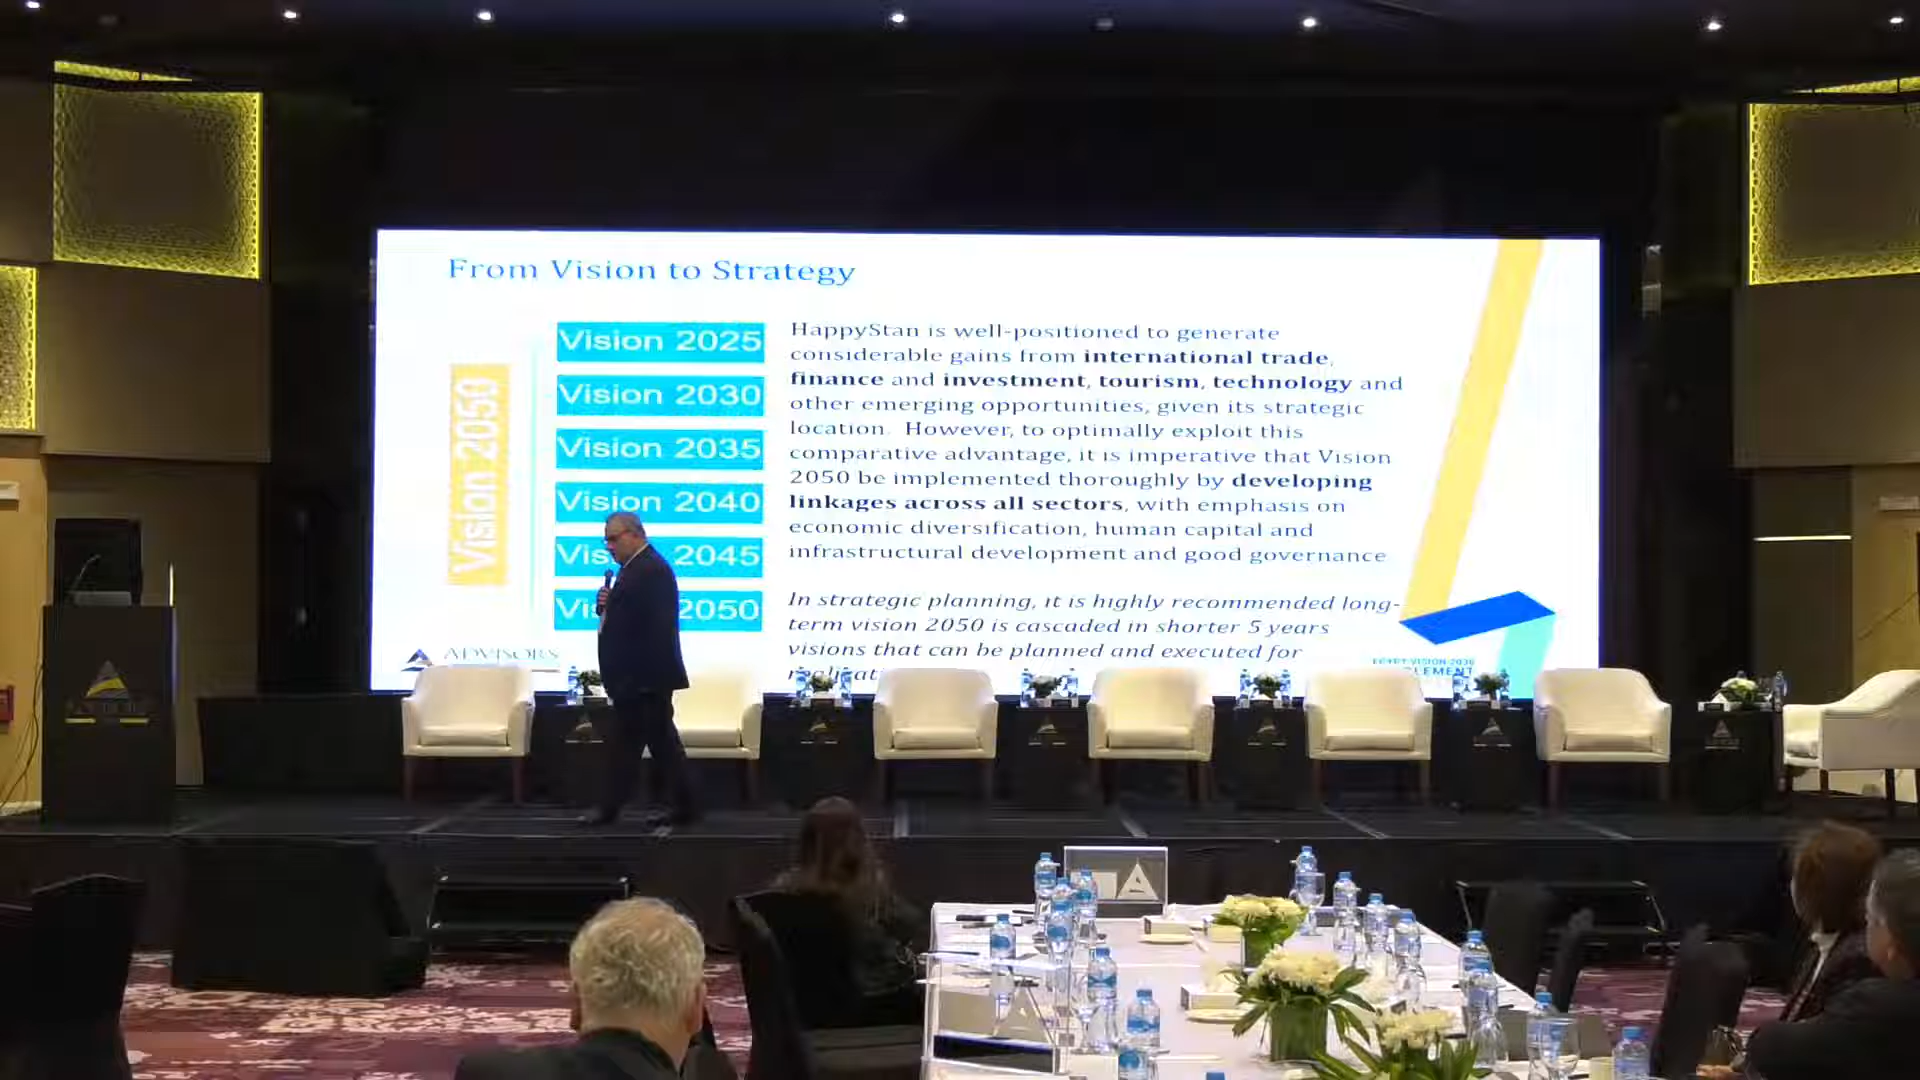 From Vision to Strategy
Vision 2050
Vision 2025
Vision 2030
Vision 2035
Vision 2040
2045
2050
HappyStan is well-positioned to generate
considerable gains from international trade,
finance and investment, tourism, technology and
other emerging opportunities, given its strategic
location. However, to optimally exploit this
comparative advantage, it is imperative that Vision
2050 be implemented thoroughly by developing
linkages across all sectors, with emphasis on
economic diversification, human capital and
infrastructural development and good governance
In strategic planning, it is highly recommended long-
term vision 2050 is cascaded in shorter 5 years
visions that can be planned and executed for
ADVISORS
EGYPT VISION 2030